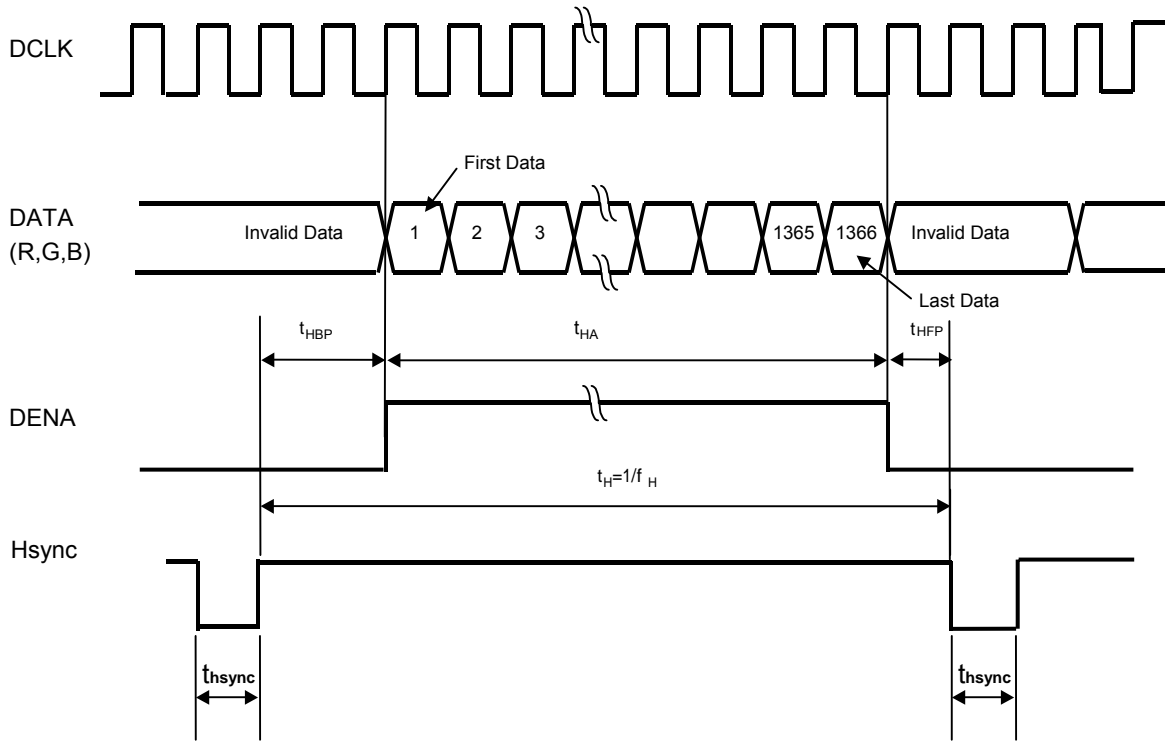 DCLK
First Data
DATA
(R,G,B)
Invalid Data
1
2
3
1365
1366
Invalid Data
Last Data
tHBP
tHA
tHFP
DENA
tH=1/f H
Hsync
thsync
thsync